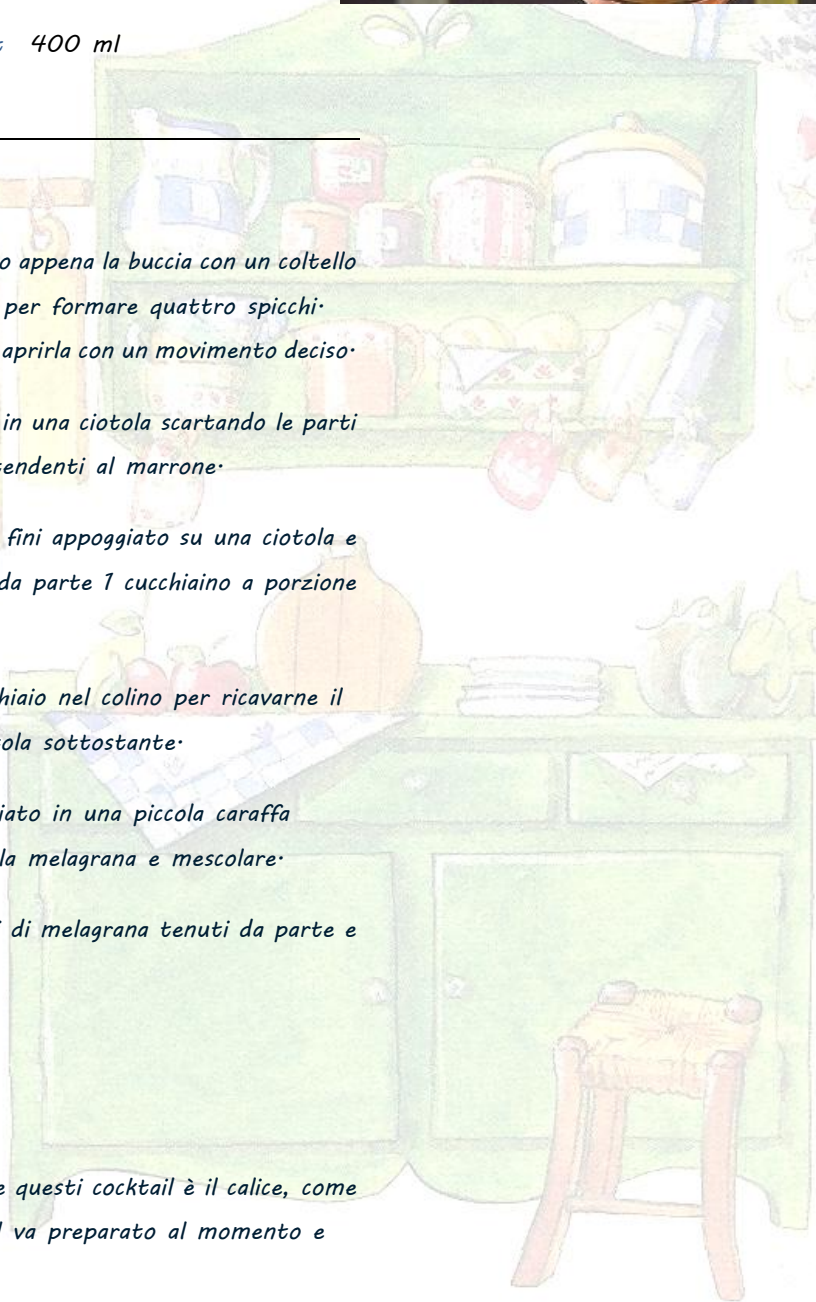 400 ml
o appena la buccia con un coltello
per formare quattro spicchi·
aprirla con un movimento deciso·
in una ciotola scartando le parti
tendenti al marrone·
fini appoggiato su una ciotola e
da parte 1 cucchiaino a porzione
hiaio nel colino per ricavarne il
ola sottostante·
iato in una piccola caraffa
la melagrana e mescolare·
i di melagrana tenuti da parte e
e questi cocktail è il calice, come
l va preparato al momento e